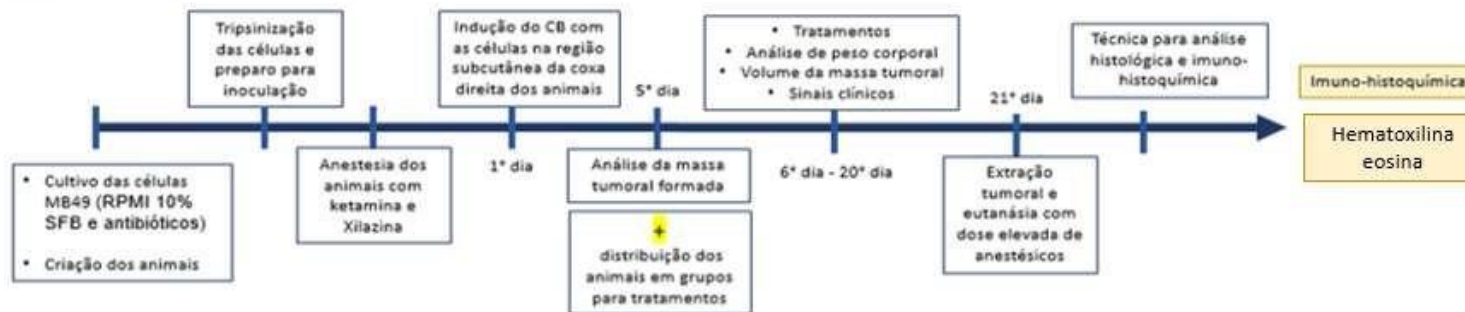 Tripsinização
das células e
preparo para
inoculação
Indução do CB com
as células na região
subcutânea da coxa
direita dos animais
5° dia
• Tratamentos
• Análise de peso corporal
• Volume da massa tumoral
• Sinais clínicos
21° dia
Técnica para análise
histológica e imuno-
histoquímica
Imuno-histoquímica
Hematoxilina
eosina
• Cultivo das células
MB49 (RPMI 10%
SFB e antibióticos)
• Criação dos animais
Anestesia dos
animais com
ketamina e
Xilazina
1° dia
Análise da massa
tumoral formada
+
distribuição dos
animais em grupos
para tratamentos
6° dia - 20° dia
Extração
tumoral e
eutanásia com
dose elevada de
anestésicos